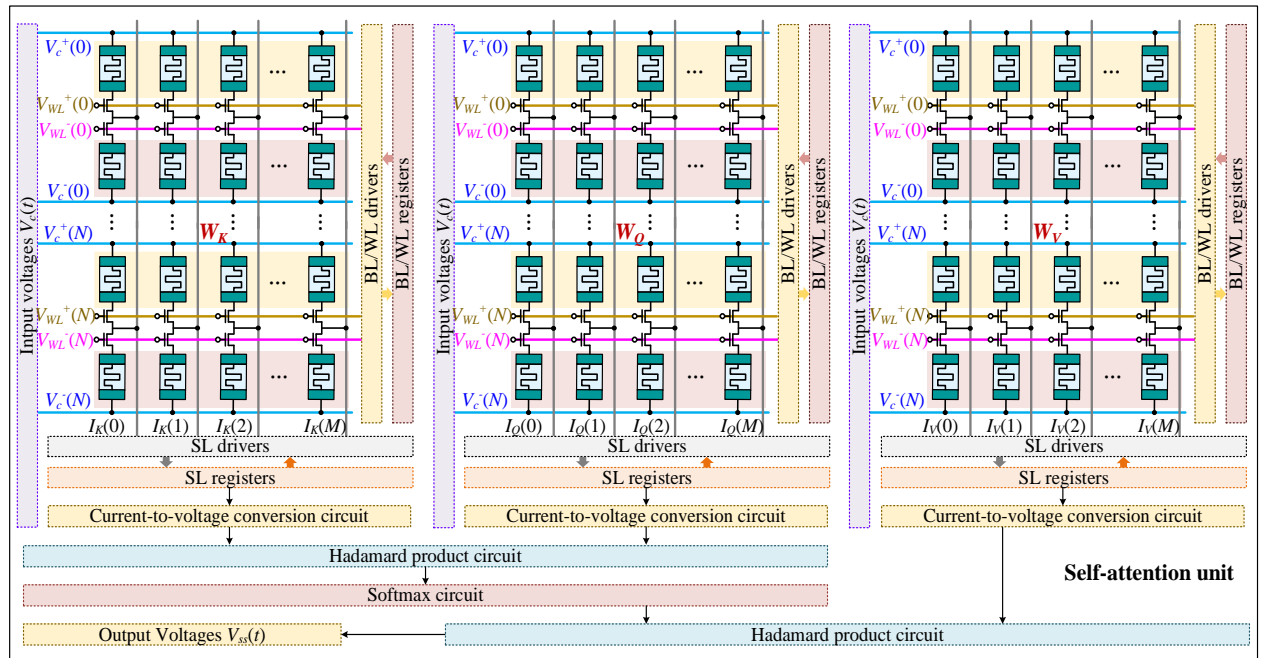 Input voltages V_c(t)
V_c^+(0)
V_WL^+(0)
V_WL^-(0)
V_c^-(0)
V_c^+(N)
W_K
V_WL^+(N)
V_WL^-(N)
V_c^-(N)
...
...
...
...
I_K(0) I_K(1) I_K(2) I_K(M)
BL/WL drivers
BL/WL registers
SL drivers
SL registers
Current-to-voltage conversion circuit
Input voltages V_c(t)
V_c^+(0)
V_WL^+(0)
V_WL^-(0)
V_c^-(0)
V_c^+(N)
W_Q
V_WL^+(N)
V_WL^-(N)
V_c^-(N)
...
...
...
...
I_Q(0) I_Q(1) I_Q(2) I_Q(M)
BL/WL drivers
BL/WL registers
SL drivers
SL registers
Current-to-voltage conversion circuit
Input voltages V_c(t)
V_c^+(0)
V_WL^+(0)
V_WL^-(0)
V_c^-(0)
V_c^+(N)
W_V
V_WL^+(N)
V_WL^-(N)
V_c^-(N)
...
...
...
...
I_V(0) I_V(1) I_V(2) I_V(M)
BL/WL drivers
BL/WL registers
SL drivers
SL registers
Current-to-voltage conversion circuit
Hadamard product circuit
Self-attention unit
Softmax circuit
Output Voltages V_ss(t)
Hadamard product circuit